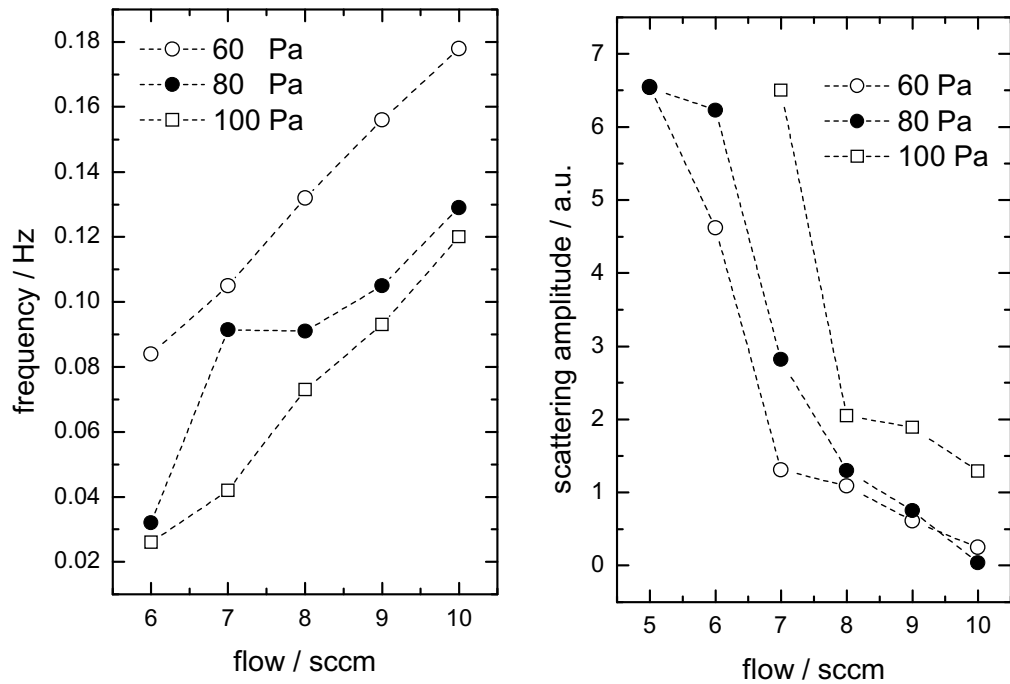 60 Pa
80 Pa
100 Pa
0.18
0.16
0.14
0.12
0.10
0.08
0.06
0.04
0.02
frequency / Hz
6 7 8 9 10
flow / sccm
60 Pa
80 Pa
100 Pa
7
6
5
4
3
2
1
0
scattering amplitude / a.u.
5 6 7 8 9 10
flow / sccm